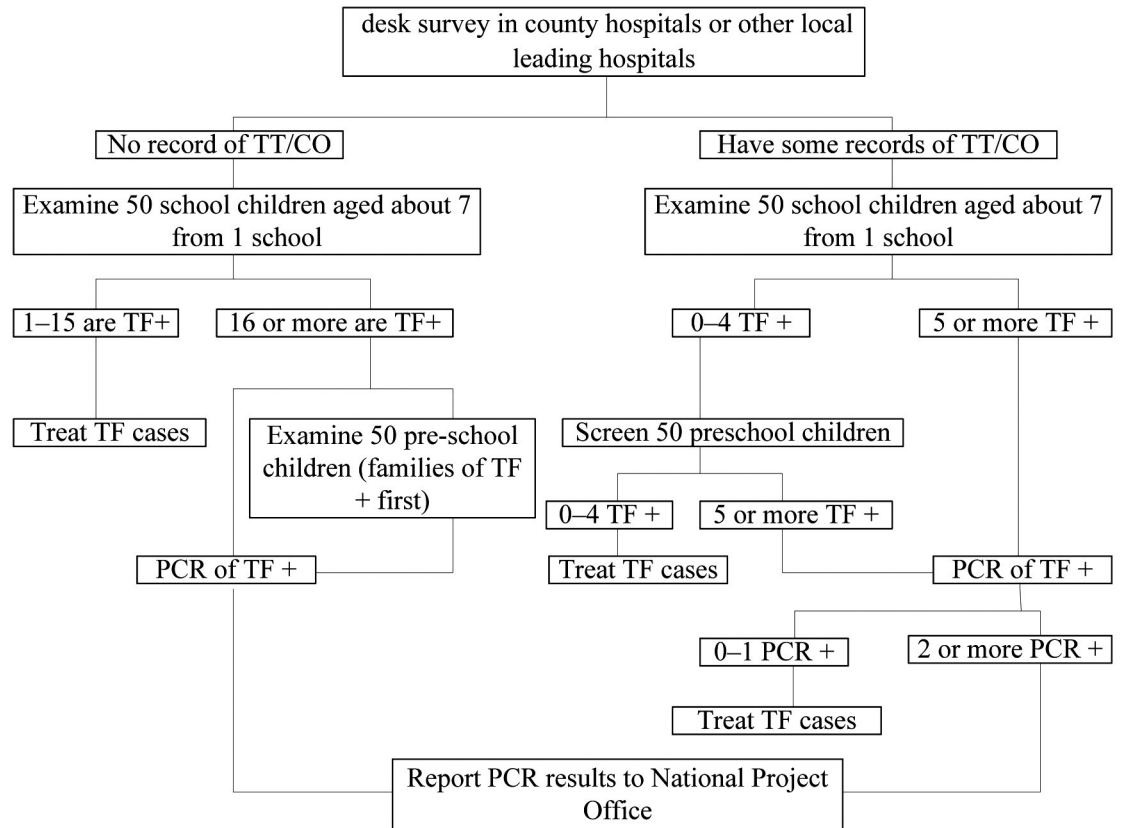 desk survey in county hospitals or other local
leading hospitals
No record of TT/CO
Have some records of TT/CO
Examine 50 school children aged about 7
from 1 school
Examine 50 school children aged about 7
from 1 school
1–15 are TF+
16 or more are TF+
0–4 TF +
5 or more TF +
Treat TF cases
Examine 50 pre-school
children (families of TF
+ first)
Screen 50 preschool children
0–4 TF +
5 or more TF +
PCR of TF +
Treat TF cases
PCR of TF +
0–1 PCR +
2 or more PCR +
Treat TF cases
Report PCR results to National Project
Office